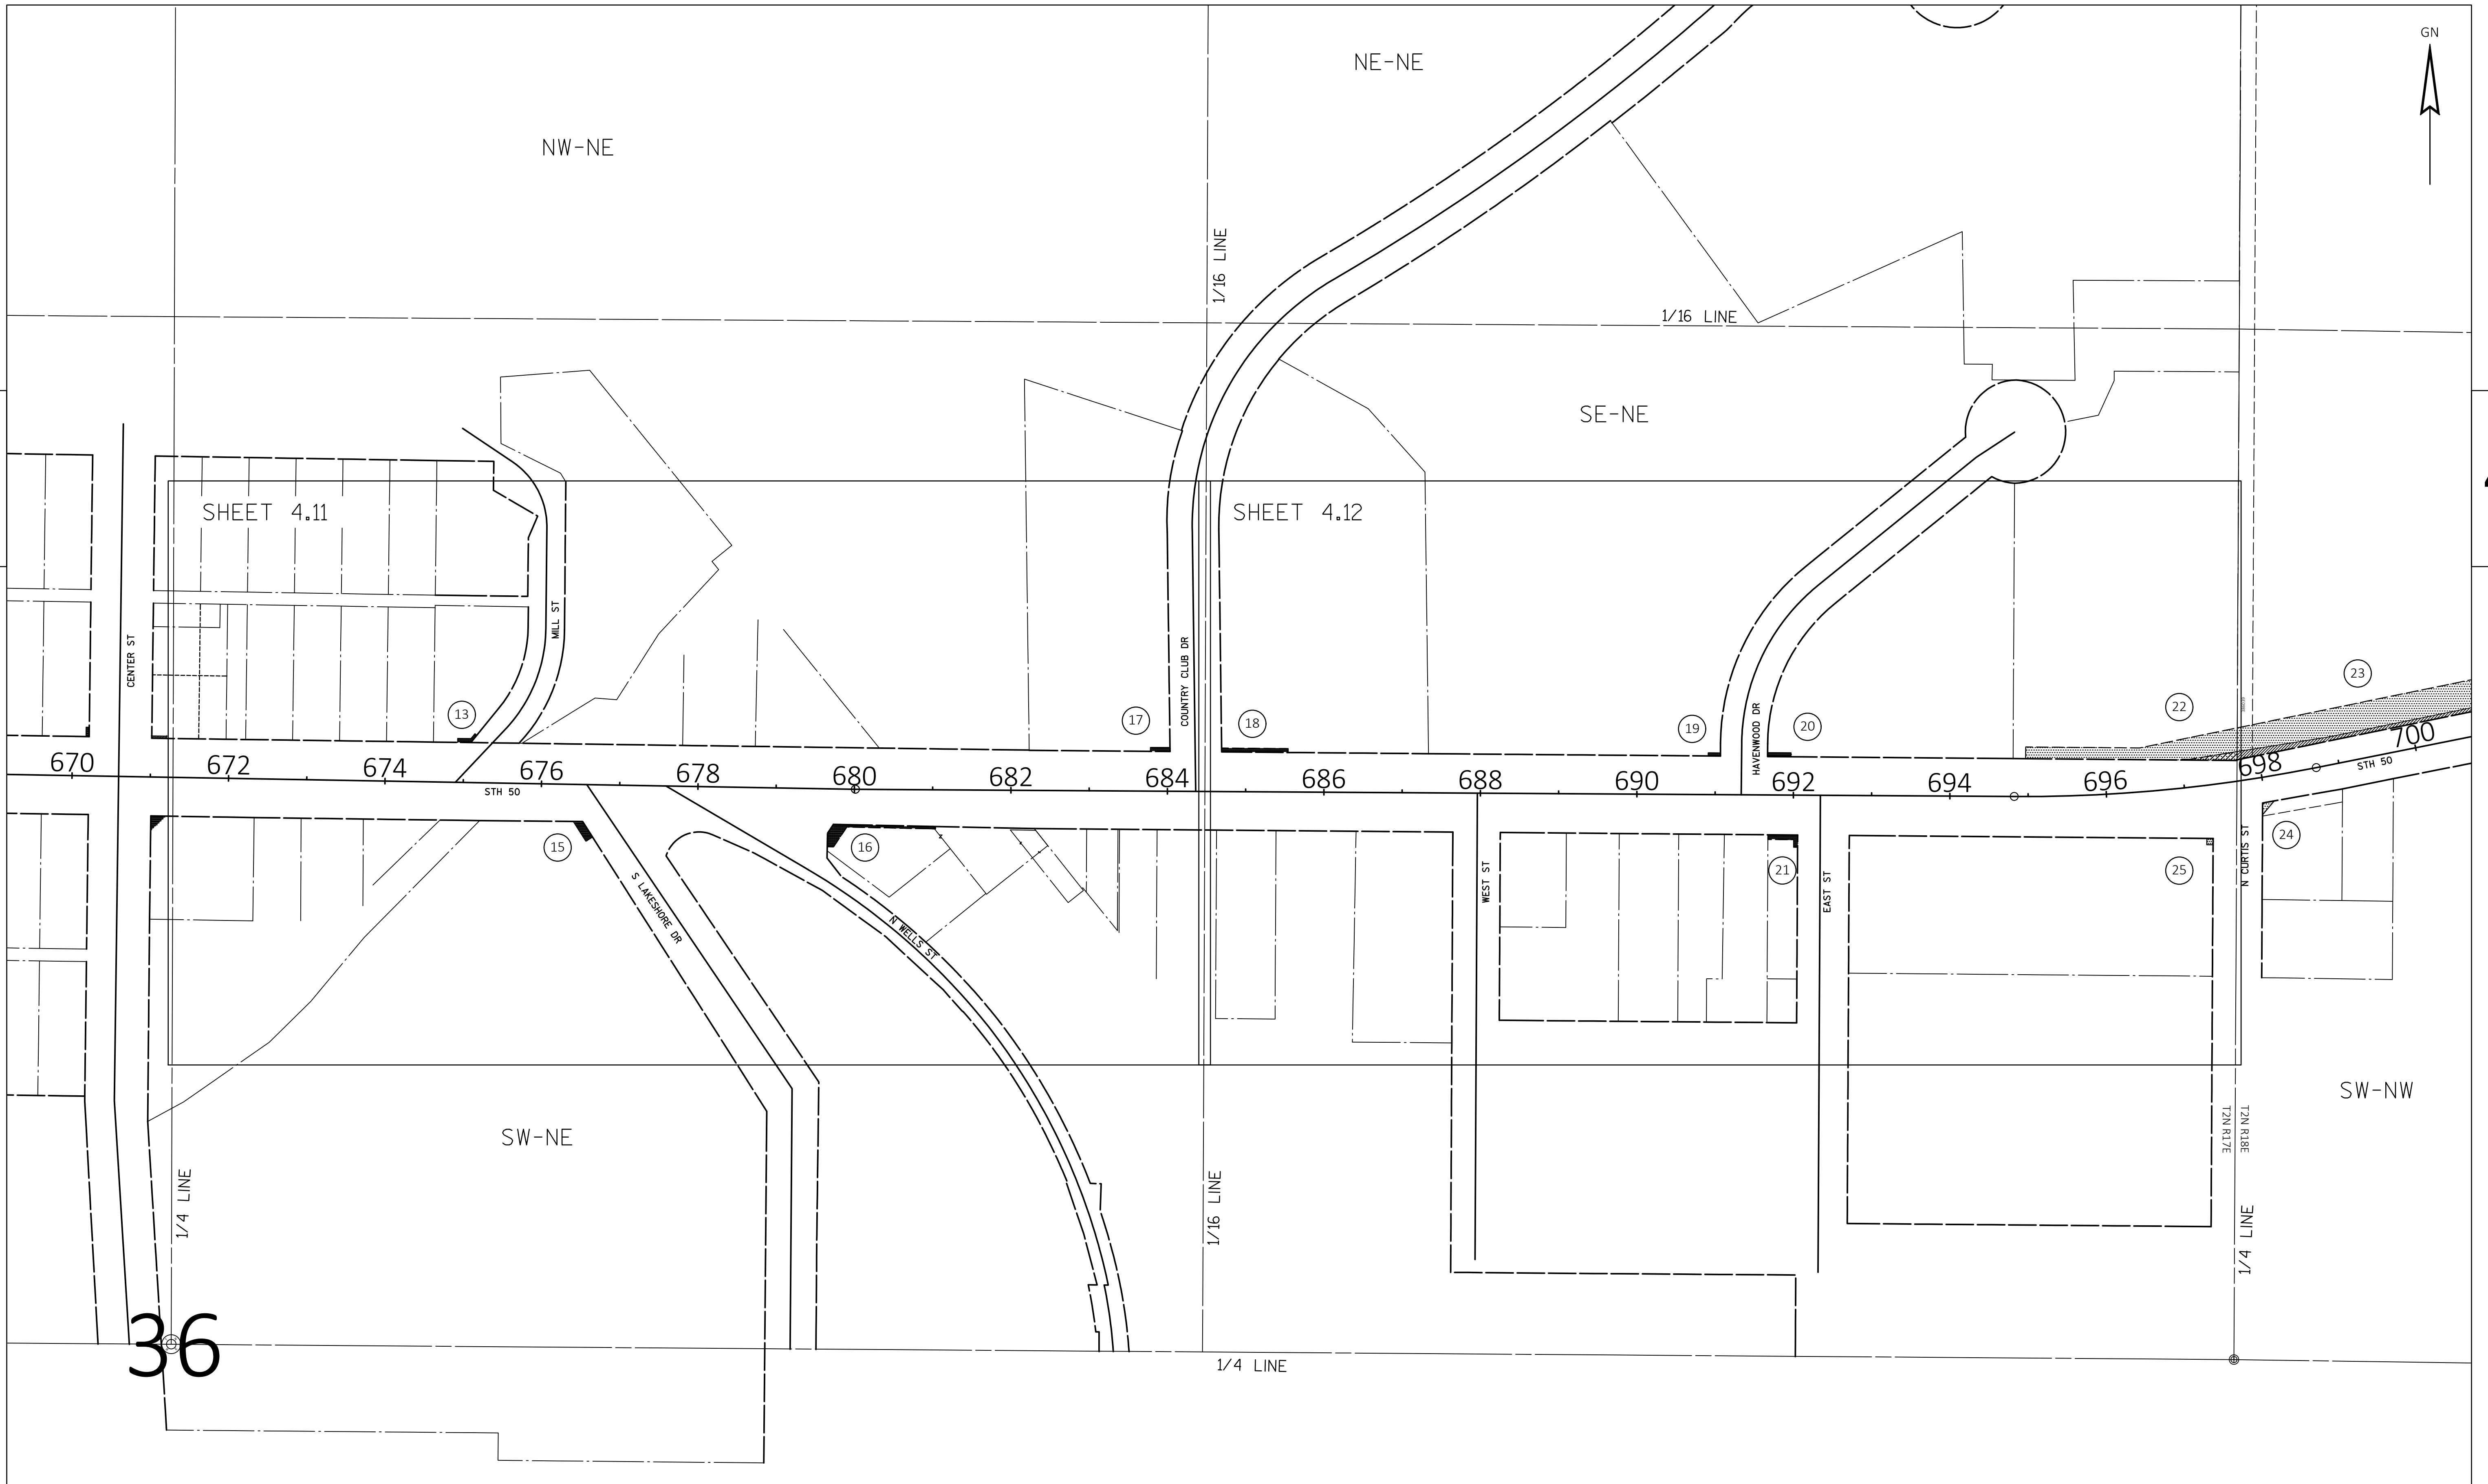 GN
NE-NE
NW-NE
1/16 LINE
1/16 LINE
SE-NE
SHEET 4.11
SHEET 4.12
CENTER ST
MILL ST
COUNTRY CLUB DR
HAVENWOOD DR
13
17
18
19
20
22
23
670
672
674
676
678
680
682
684
686
688
690
692
694
696
698
700
STH 50
STH 50
15
16
21
25
24
S LAKESHORE DR
N WELLS ST
WEST ST
EAST ST
N CURTIS ST
SW-NE
SW-NW
T2N R17E
T2N R18E
1/4 LINE
1/16 LINE
1/4 LINE
36
1/4 LINE